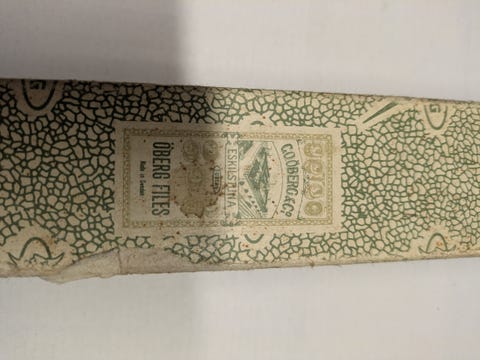 C.O.ÖBERG & Co
ESKILSTUNA
ÖBERG FILES
Made in Sweden